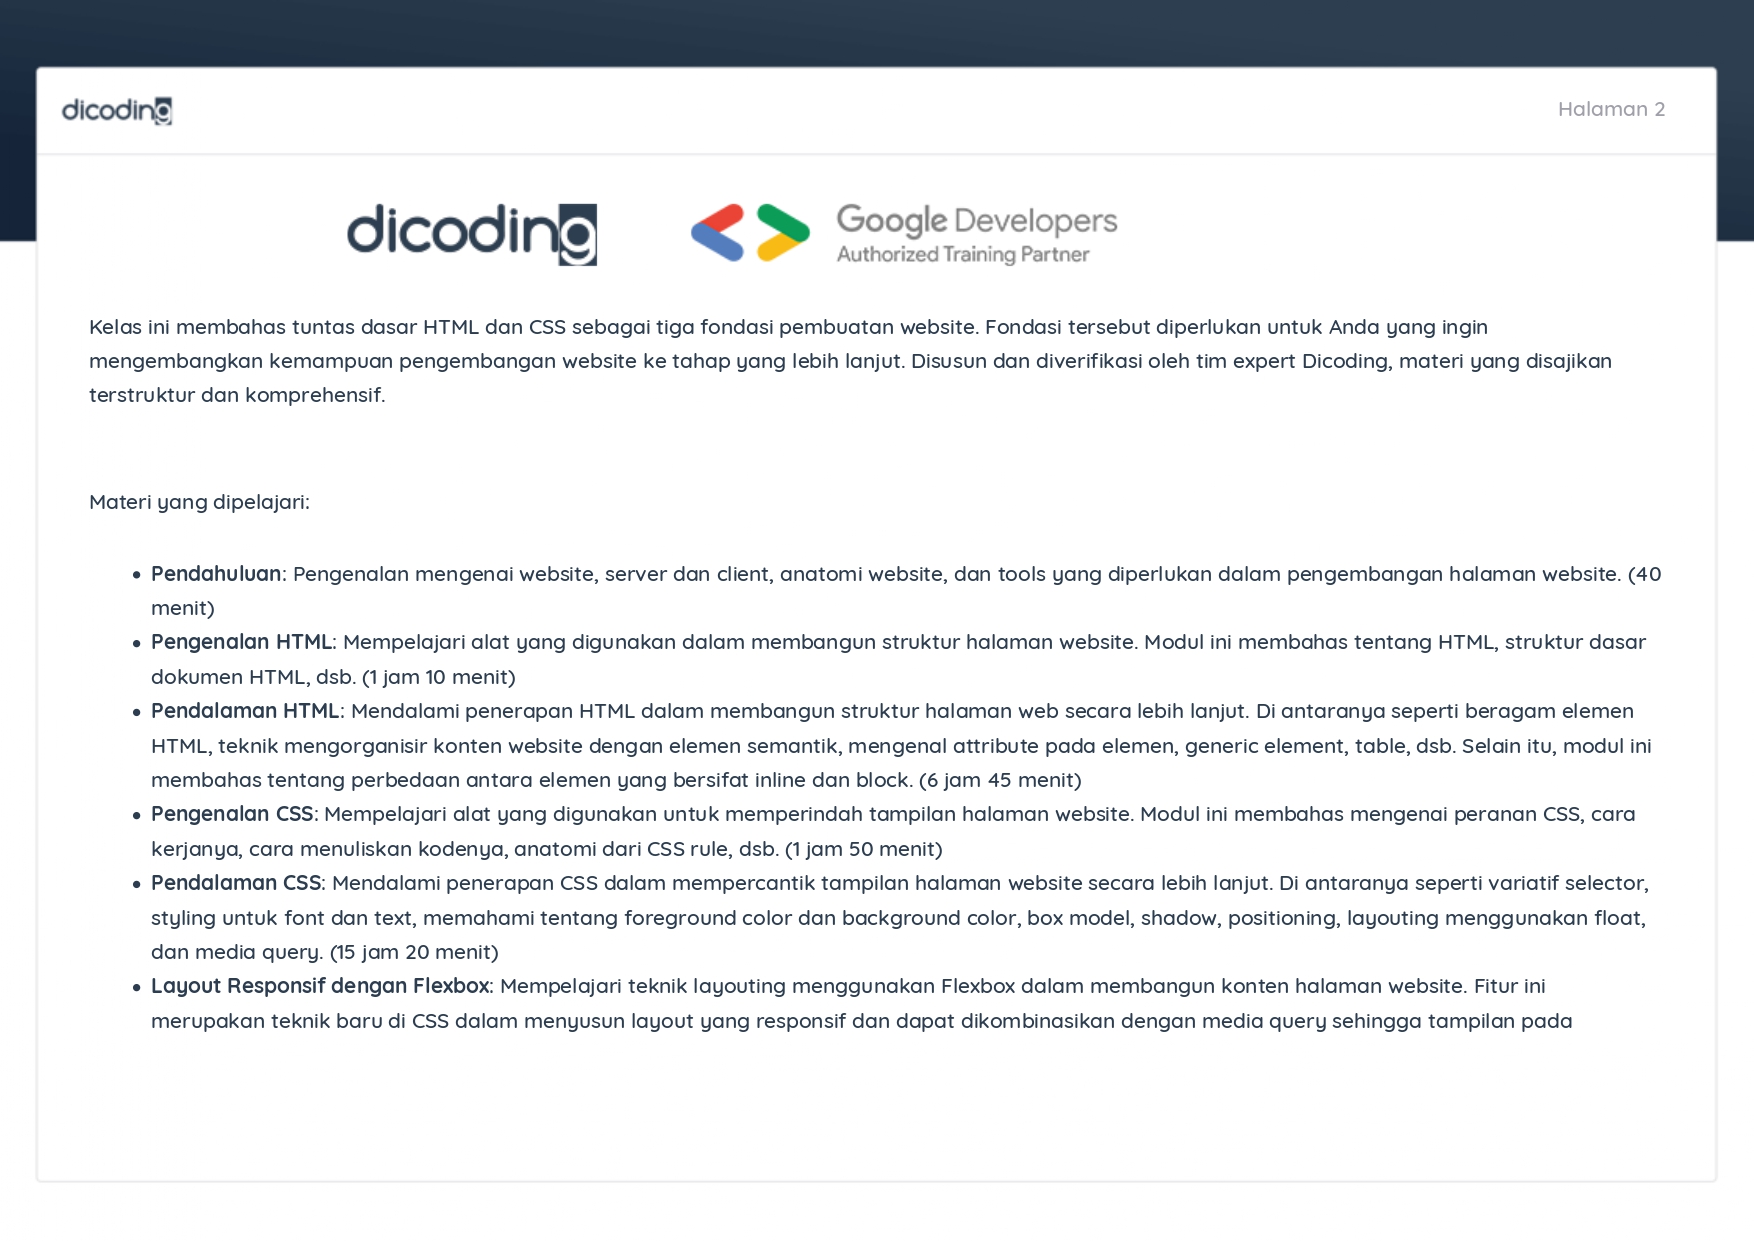 dicoding
Halaman 2
dicoding
Google Developers
Authorized Training Partner
Kelas ini membahas tuntas dasar HTML dan CSS sebagai tiga fondasi pembuatan website. Fondasi tersebut diperlukan untuk Anda yang ingin
mengembangkan kemampuan pengembangan website ke tahap yang lebih lanjut. Disusun dan diverifikasi oleh tim expert Dicoding, materi yang disajikan
terstruktur dan komprehensif.
Materi yang dipelajari:
• Pendahuluan: Pengenalan mengenai website, server dan client, anatomi website, dan tools yang diperlukan dalam pengembangan halaman website. (40
menit)
• Pengenalan HTML: Mempelajari alat yang digunakan dalam membangun struktur halaman website. Modul ini membahas tentang HTML, struktur dasar
dokumen HTML, dsb. (1 jam 10 menit)
• Pendalaman HTML: Mendalami penerapan HTML dalam membangun struktur halaman web secara lebih lanjut. Di antaranya seperti beragam elemen
HTML, teknik mengorganisir konten website dengan elemen semantik, mengenal attribute pada elemen, generic element, table, dsb. Selain itu, modul ini
membahas tentang perbedaan antara elemen yang bersifat inline dan block. (6 jam 45 menit)
• Pengenalan CSS: Mempelajari alat yang digunakan untuk memperindah tampilan halaman website. Modul ini membahas mengenai peranan CSS, cara
kerjanya, cara menuliskan kodenya, anatomi dari CSS rule, dsb. (1 jam 50 menit)
• Pendalaman CSS: Mendalami penerapan CSS dalam mempercantik tampilan halaman website secara lebih lanjut. Di antaranya seperti variatif selector,
styling untuk font dan text, memahami tentang foreground color dan background color, box model, shadow, positioning, layouting menggunakan float,
dan media query. (15 jam 20 menit)
• Layout Responsif dengan Flexbox: Mempelajari teknik layouting menggunakan Flexbox dalam membangun konten halaman website. Fitur ini
merupakan teknik baru di CSS dalam menyusun layout yang responsif dan dapat dikombinasikan dengan media query sehingga tampilan pada